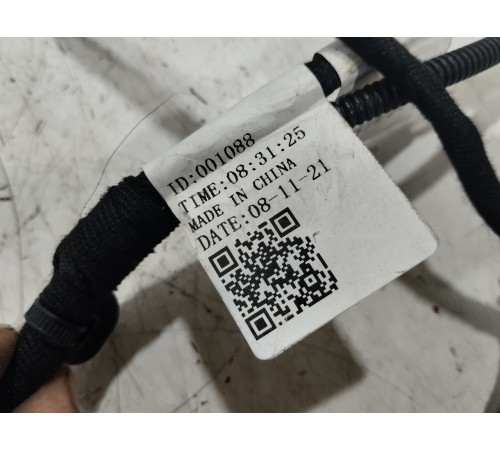 ID:001088
TIME:08:31:25
MADE IN CHINA
DATE:08-11-21